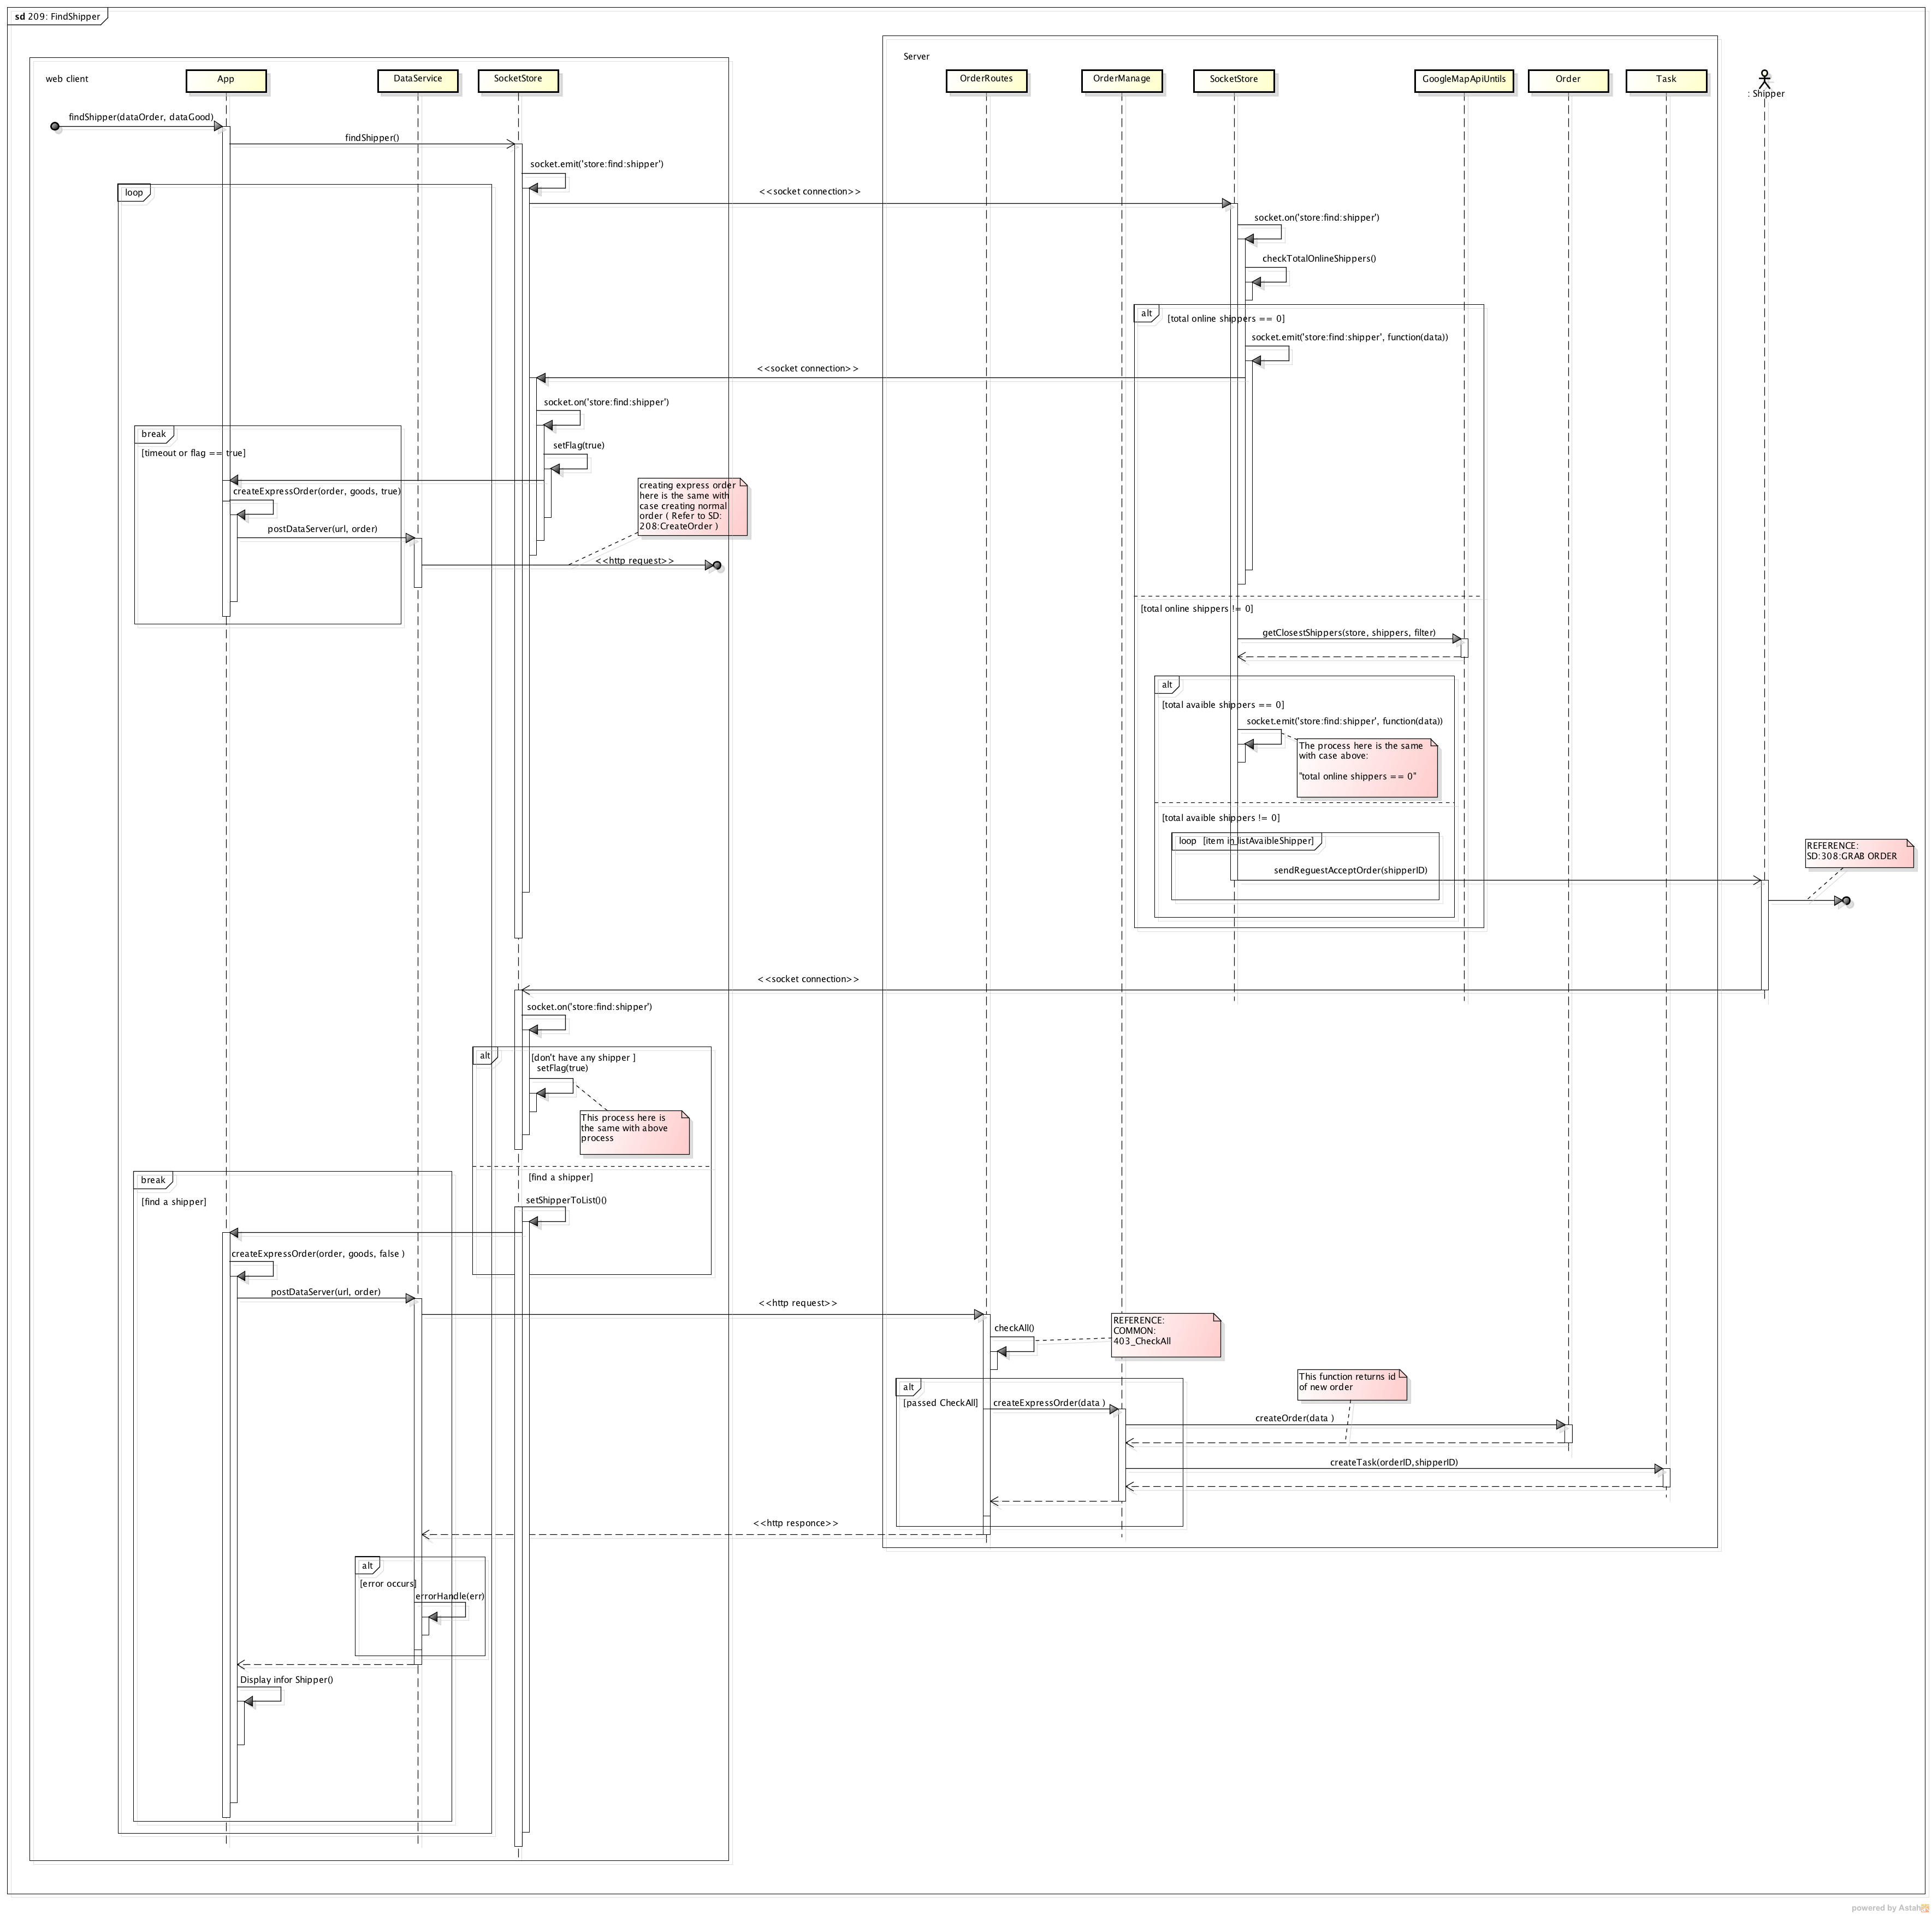 sd 209: FindShipper
Server
web client
App
DataService
SocketStore
OrderRoutes
OrderManage
SocketStore
GoogleMapApiUntils
Order
Task
: Shipper
findShipper(dataOrder, dataGood)
findShipper()
socket.emit('store:find:shipper')
loop
<<socket connection>>
socket.on('store:find:shipper')
checkTotalOnlineShippers()
alt
[total online shippers == 0]
socket.emit('store:find:shipper', function(data))
<<socket connection>>
socket.on('store:find:shipper')
break
setFlag(true)
[timeout or flag == true]
createExpressOrder(order, goods, true)
creating express order
here is the same with
case creating normal
order ( Refer to SD:
208:CreateOrder )
postDataServer(url, order)
<<http request>>
[total online shippers != 0]
getClosestShippers(store, shippers, filter)
alt
[total avaible shippers == 0]
socket.emit('store:find:shipper', function(data))
The process here is the same
with case above:
"total online shippers == 0"
[total avaible shippers != 0]
loop [item in listAvaibleShipper]
REFERENCE:
SD:308:GRAB ORDER
sendReguestAcceptOrder(shipperID)
<<socket connection>>
socket.on('store:find:shipper')
alt
[don't have any shipper ]
setFlag(true)
This process here is
the same with above
process
[find a shipper]
break
[find a shipper]
setShipperToList()()
createExpressOrder(order, goods, false )
postDataServer(url, order)
<<http request>>
checkAll()
REFERENCE:
COMMON:
403_CheckAll
This function returns id
of new order
alt
[passed CheckAll]
createExpressOrder(data )
createOrder(data )
createTask(orderID,shipperID)
<<http responce>>
alt
[error occurs]
errorHandle(err)
Display infor Shipper()
powered by Astah